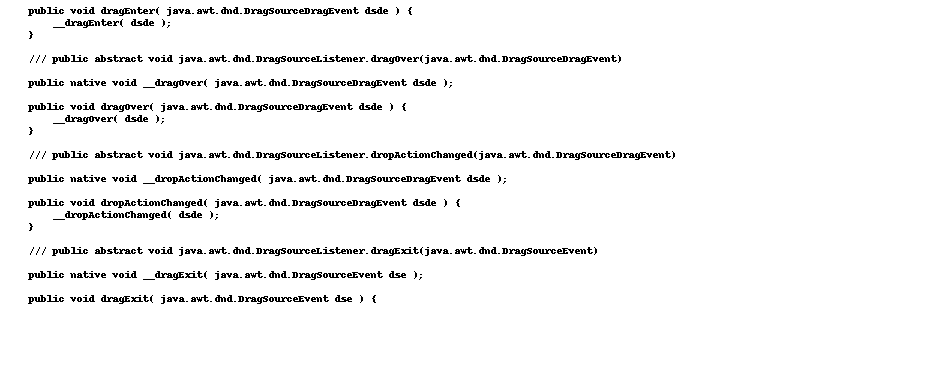 public void dragEnter( java.awt.dnd.DragSourceDragEvent dsde ) {
__dragEnter( dsde );
}
/// public abstract void java.awt.dnd.DragSourceListener.dragOver(java.awt.dnd.DragSourceDragEvent)
public native void __dragOver( java.awt.dnd.DragSourceDragEvent dsde );
public void dragOver( java.awt.dnd.DragSourceDragEvent dsde ) {
__dragOver( dsde );
}
/// public abstract void java.awt.dnd.DragSourceListener.dropActionChanged(java.awt.dnd.DragSourceDragEvent)
public native void __dropActionChanged( java.awt.dnd.DragSourceDragEvent dsde );
public void dropActionChanged( java.awt.dnd.DragSourceDragEvent dsde ) {
__dropActionChanged( dsde );
}
/// public abstract void java.awt.dnd.DragSourceListener.dragExit(java.awt.dnd.DragSourceEvent)
public native void __dragExit( java.awt.dnd.DragSourceEvent dse );
public void dragExit( java.awt.dnd.DragSourceEvent dse ) {